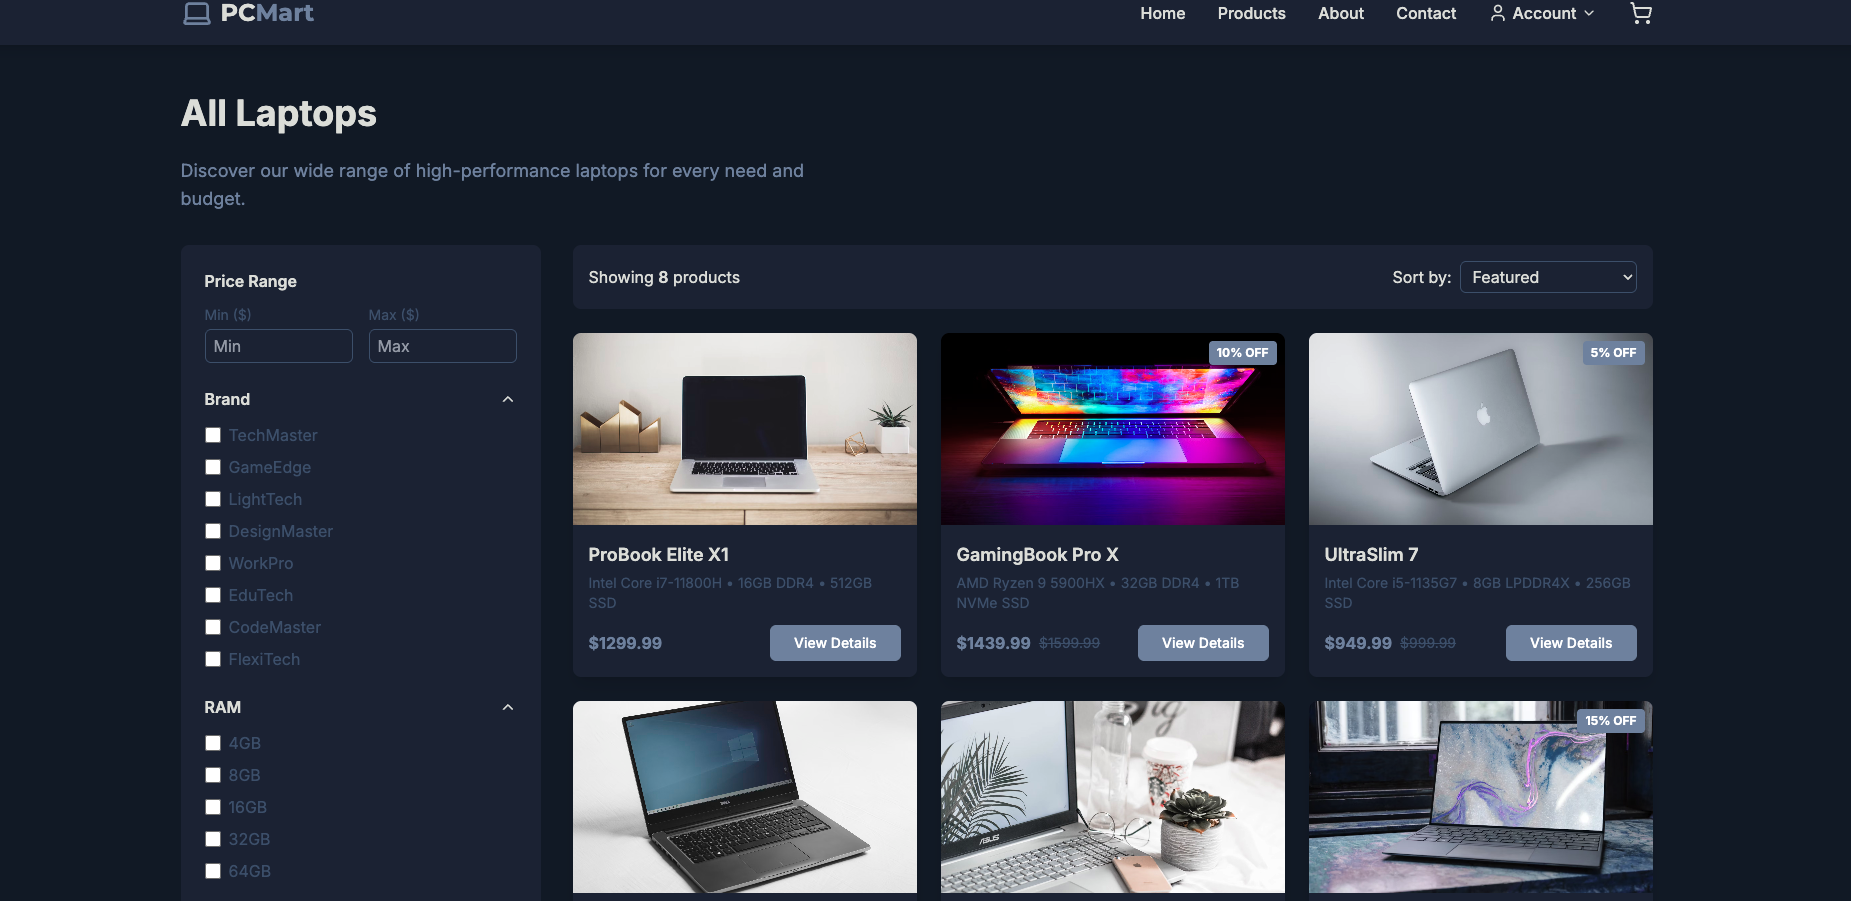 PCMart
Home Products About Contact Account
All Laptops
Discover our wide range of high-performance laptops for every need and
budget.
Price Range
Min ($) Max ($)
Min Max
Brand
TechMaster
GameEdge
LightTech
DesignMaster
WorkPro
EduTech
CodeMaster
FlexiTech
RAM
4GB
8GB
16GB
32GB
64GB
Showing 8 products
Sort by: Featured
ProBook Elite X1
Intel Core i7-11800H • 16GB DDR4 • 512GB
SSD
$1299.99 View Details
10% OFF
GamingBook Pro X
AMD Ryzen 9 5900HX • 32GB DDR4 • 1TB
NVMe SSD
$1439.99 $1599.99 View Details
5% OFF
UltraSlim 7
Intel Core i5-1135G7 • 8GB LPDDR4X • 256GB
SSD
$949.99 $999.99 View Details
DELL
ASUS
15% OFF